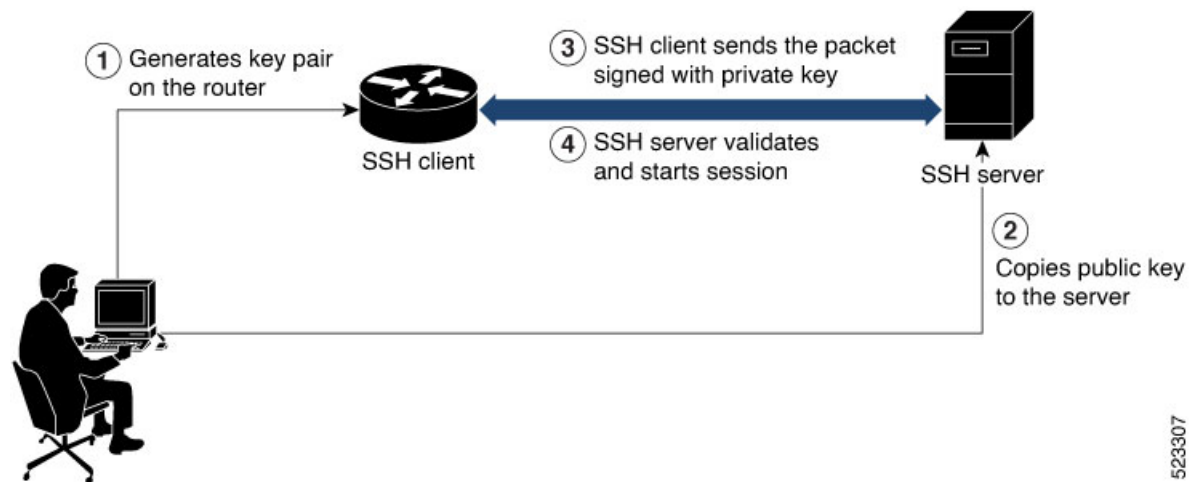 1 Generates key pair
on the router
SSH client
3 SSH client sends the packet
signed with private key
4 SSH server validates
and starts session
SSH server
2
Copies public key
to the server
523307